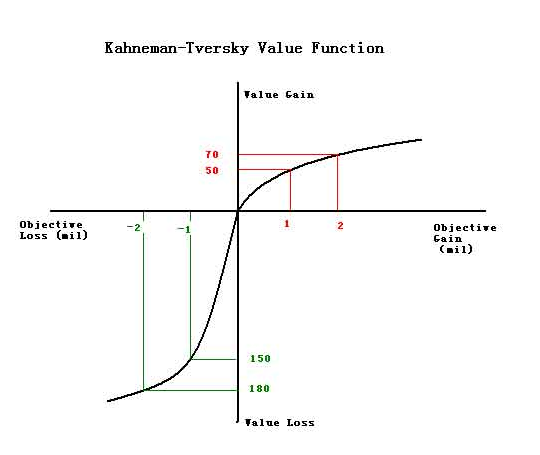 Kahneman-Tversky Value Function
Value Gain
70
50
Objective
Loss (mil)
-2
-1
1
2
Objective
Gain
(mil)
150
180
Value Loss